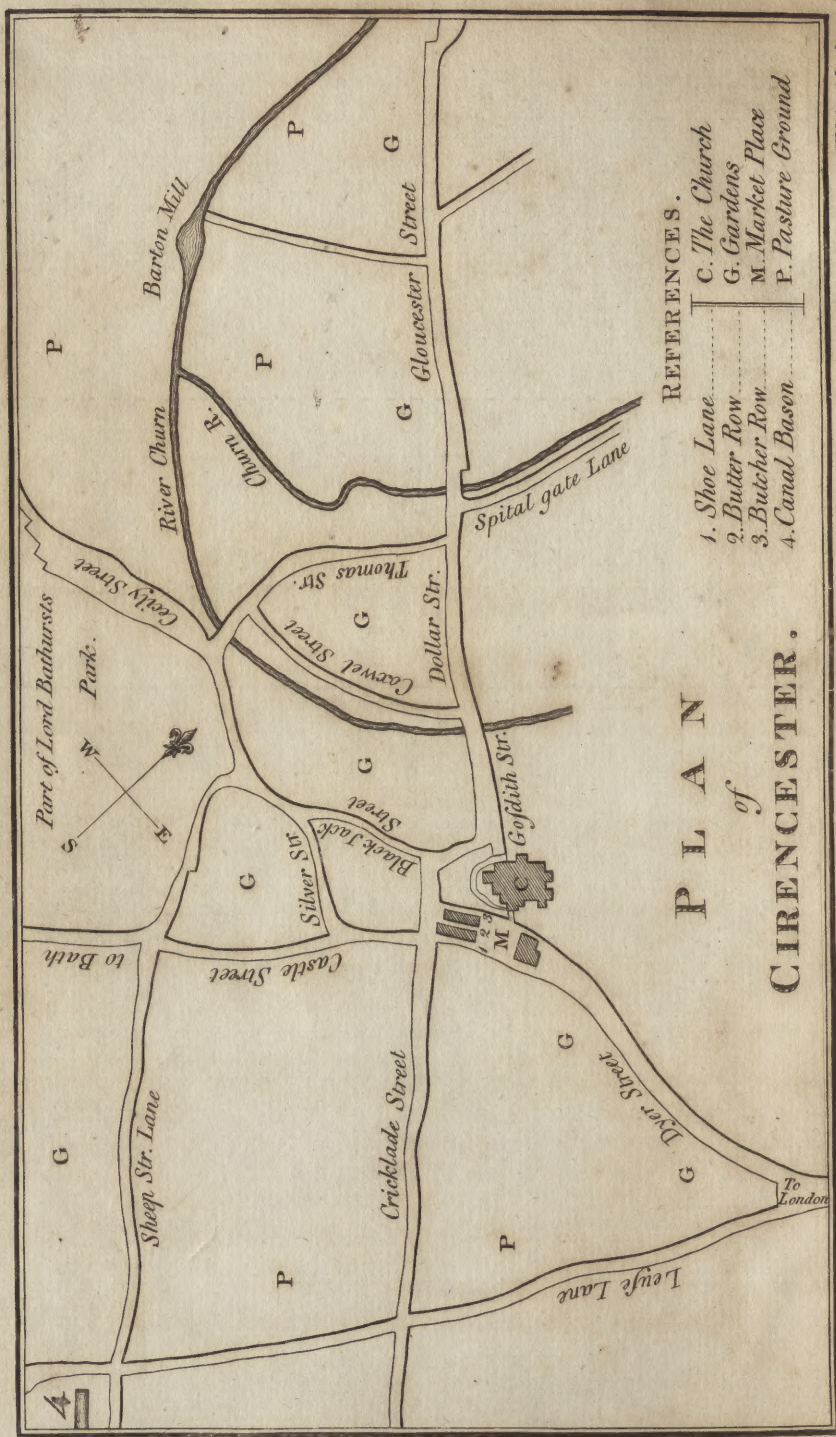 PLAN
of
CIRENCESTER.
REFERENCES.
1. Shoe Lane
2. Butter Row
3. Butcher Row
4. Canal Bason
C. The Church
G. Gardens
M. Market Place
P. Pasture Ground
Part of Lord Bathursts
Park.
S
W
E
to Bath
Cecily Street
River Churn
Barton Mill
Churn R.
P
P
P
G
G
Gloucester
Street
Spital gate Lane
Thomas Str.
Coxwel Street
G
Dollar Str.
G
Black Jack
Street
Silver Str
G
Castle Street
Gosdith Str.
C
1 2 3
M
G
Sheep Str. Lane
P
Cricklade Street
P
G
Dyer Street
G
Leuſe Lane
To
London
4